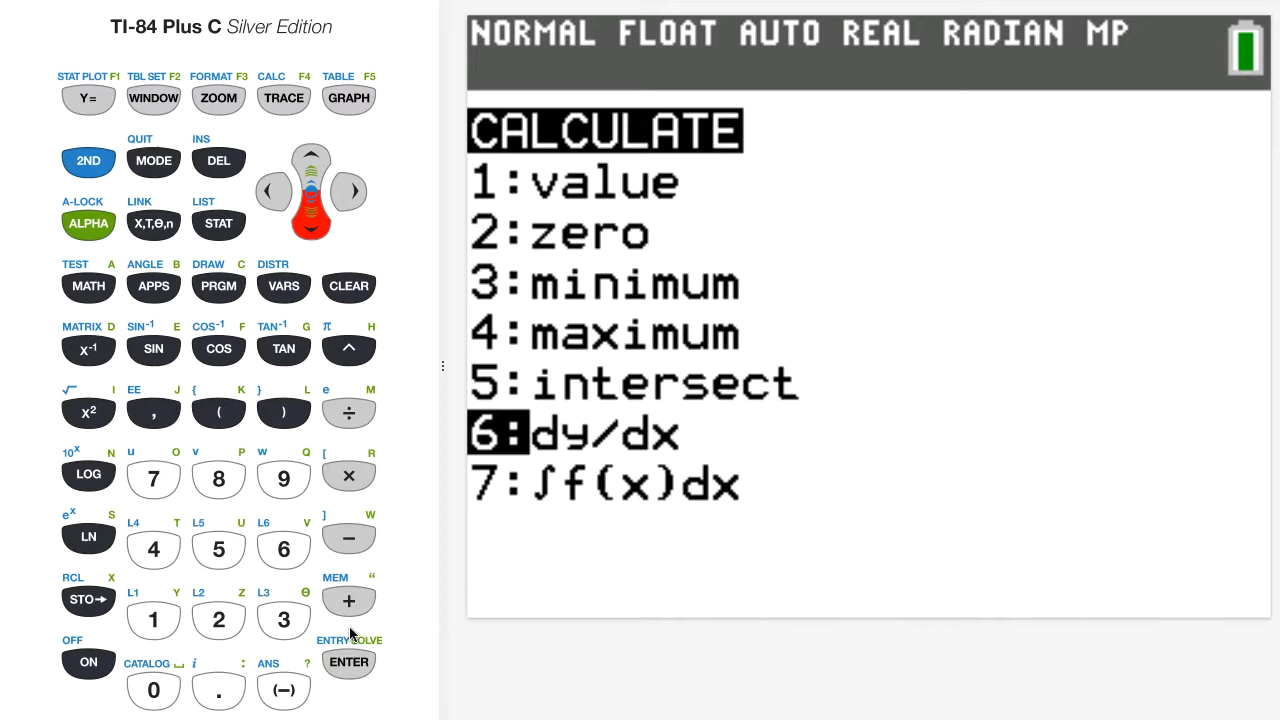 TI-84 Plus C Silver Edition
STAT PLOT F1 TBL SET F2 FORMAT F3 CALC F4 TABLE F5
Y= WINDOW ZOOM TRACE GRAPH
QUIT INS
2ND MODE DEL
A-LOCK LINK LIST
ALPHA X,T,Θ,n STAT
TEST A ANGLE B DRAW C DISTR
MATH APPS PRGM VARS CLEAR
MATRIX D SIN⁻¹ E COS⁻¹ F TAN⁻¹ G π H
X⁻¹ SIN COS TAN ^
√ I EE J { K } L e M
X² , ( ) ÷
10ˣ N u O v P w Q [ R
LOG 7 8 9 ×
eˣ S L4 T L5 U L6 V ] W
LN 4 5 6 −
RCL X L1 Y L2 Z L3 Θ MEM “
STO→ 1 2 3 +
OFF CATALOG ⎵ i : ANS ? ENTRY SOLVE
ON 0 . (−) ENTER
NORMAL FLOAT AUTO REAL RADIAN MP
CALCULATE
1:value
2:zero
3:minimum
4:maximum
5:intersect
6:dy/dx
7:∫f(x)dx